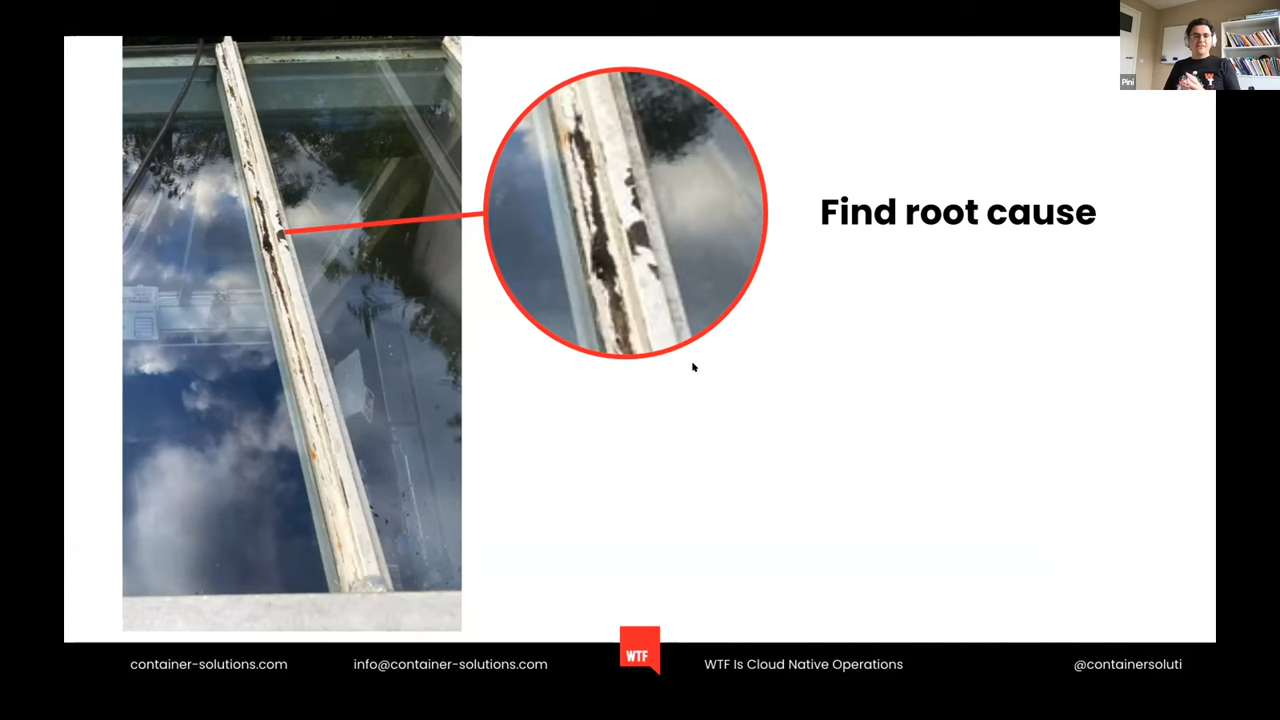 Pini
Find root cause
container-solutions.com
info@container-solutions.com
WTF
WTF Is Cloud Native Operations
@containersoluti